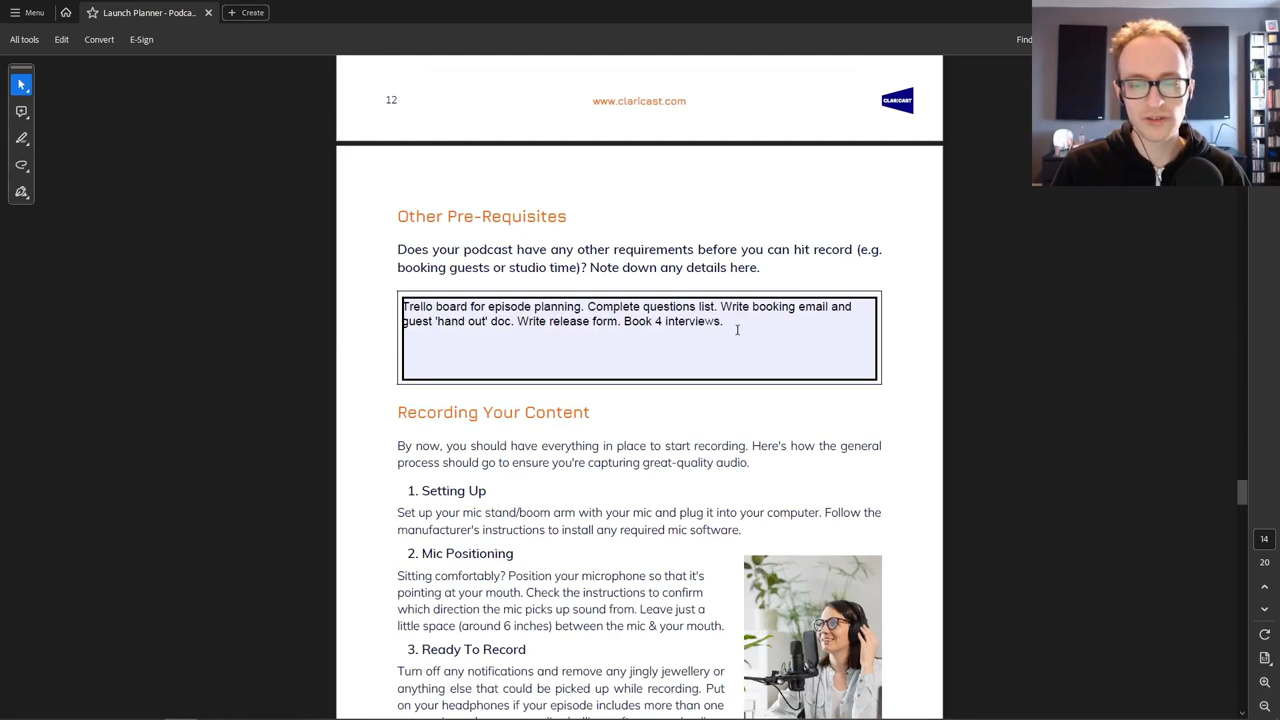 Menu
Launch Planner - Podca...
Create
All tools
Edit
Convert
E-Sign
Find
12
www.claricast.com
CLARICAST
Other Pre-Requisites
Does your podcast have any other requirements before you can hit record (e.g.
booking guests or studio time)? Note down any details here.
Trello board for episode planning. Complete questions list. Write booking email and
guest 'hand out' doc. Write release form. Book 4 interviews.
Recording Your Content
By now, you should have everything in place to start recording. Here's how the general
process should go to ensure you're capturing great-quality audio.
1. Setting Up
Set up your mic stand/boom arm with your mic and plug it into your computer. Follow the
manufacturer's instructions to install any required mic software.
2. Mic Positioning
Sitting comfortably? Position your microphone so that it's
pointing at your mouth. Check the instructions to confirm
which direction the mic picks up sound from. Leave just a
little space (around 6 inches) between the mic & your mouth.
3. Ready To Record
Turn off any notifications and remove any jingly jewellery or
anything else that could be picked up while recording. Put
on your headphones if your episode includes more than one
14
20